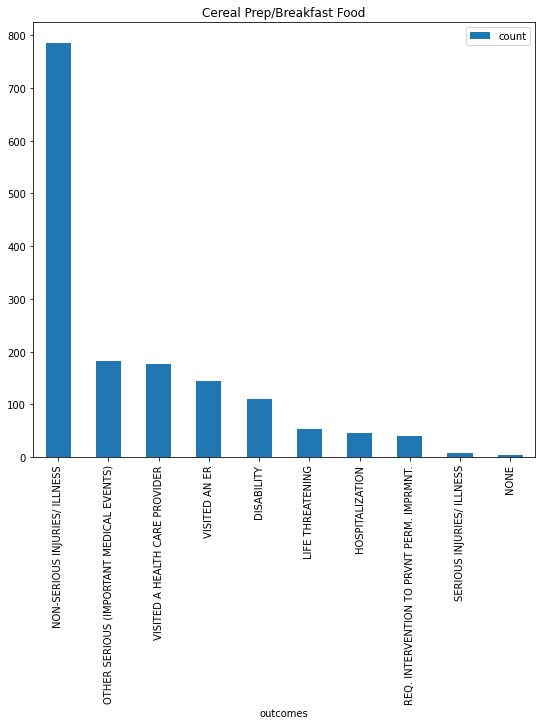 Cereal Prep/Breakfast Food
count
800
700
600
500
400
300
200
100
0
NON-SERIOUS INJURIES/ ILLNESS
OTHER SERIOUS (IMPORTANT MEDICAL EVENTS)
VISITED A HEALTH CARE PROVIDER
VISITED AN ER
DISABILITY
LIFE THREATENING
HOSPITALIZATION
REQ. INTERVENTION TO PRVNT PERM. IMPRMNT.
SERIOUS INJURIES/ ILLNESS
NONE
outcomes